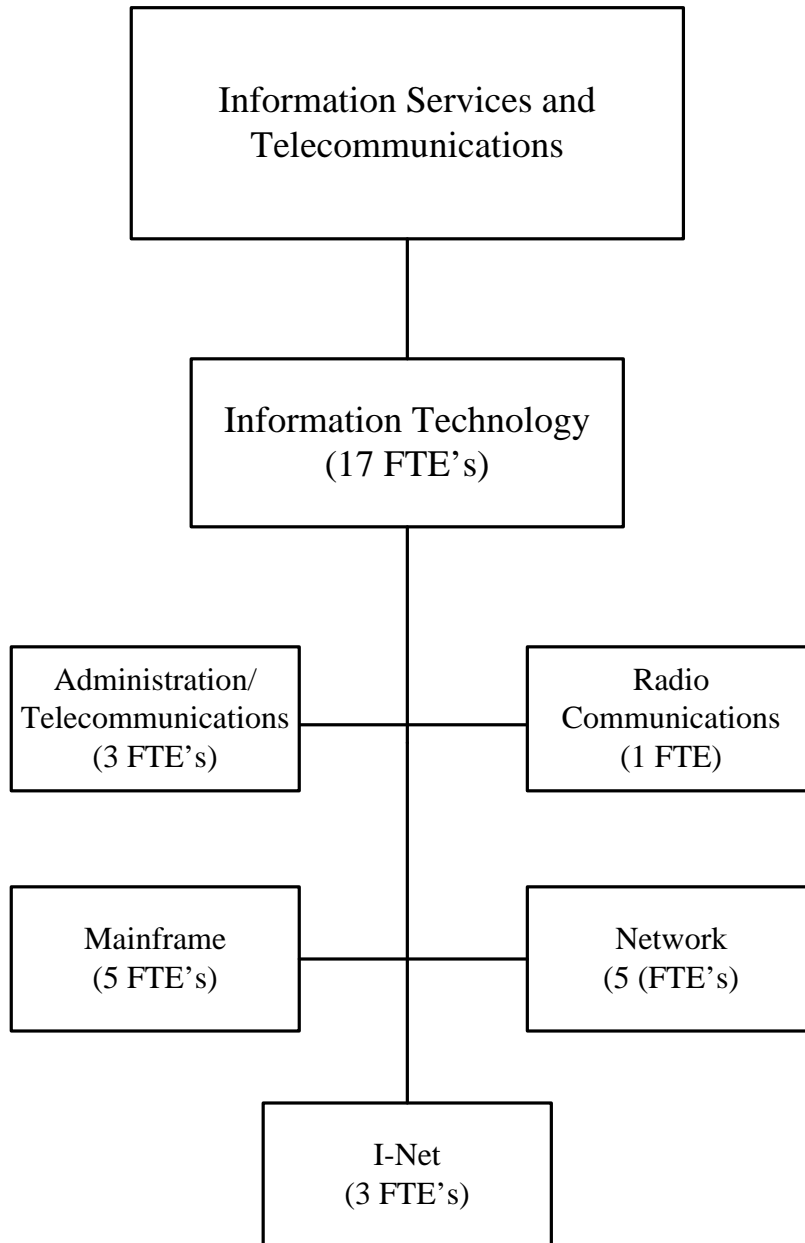 Information Services and
Telecommunications
Information Technology
(17 FTE’s)
Administration/
Telecommunications
(3 FTE’s)
Radio
Communications
(1 FTE)
Mainframe
(5 FTE’s)
Network
(5 (FTE’s)
I-Net
(3 FTE’s)